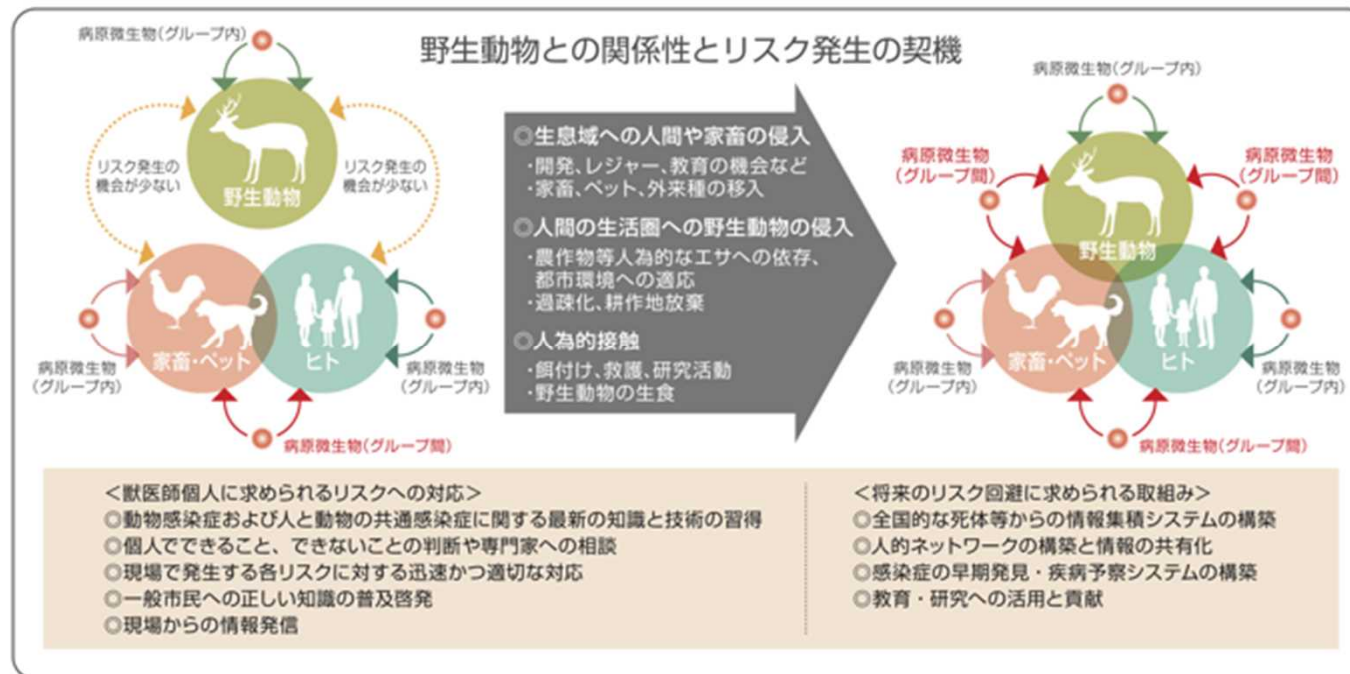 野生動物との関係性とリスク発生の契機
病原微生物(グループ内)
リスク発生の
機会が少ない
リスク発生の
機会が少ない
野生動物
家畜・ペット
ヒト
病原微生物
(グループ内)
病原微生物
(グループ内)
病原微生物(グループ間)
◎生息域への人間や家畜の侵入
・開発、レジャー、教育の機会など
・家畜、ペット、外来種の移入
◎人間の生活圏への野生動物の侵入
・農作物等人為的なエサへの依存、
都市環境への適応
・過疎化、耕作地放棄
◎人為的接触
・餌付け、救護、研究活動
・野生動物の生食
病原微生物(グループ内)
病原微生物
(グループ間)
病原微生物
(グループ間)
野生動物
家畜・ペット
ヒト
病原微生物
(グループ内)
病原微生物
(グループ内)
病原微生物(グループ間)
＜獣医師個人に求められるリスクへの対応＞
◎動物感染症および人と動物の共通感染症に関する最新の知識と技術の習得
◎個人でできること、できないことの判断や専門家への相談
◎現場で発生する各リスクに対する迅速かつ適切な対応
◎一般市民への正しい知識の普及啓発
◎現場からの情報発信
＜将来のリスク回避に求められる取組み＞
◎全国的な死体等からの情報集積システムの構築
◎人的ネットワークの構築と情報の共有化
◎感染症の早期発見・疾病予察システムの構築
◎教育・研究への活用と貢献